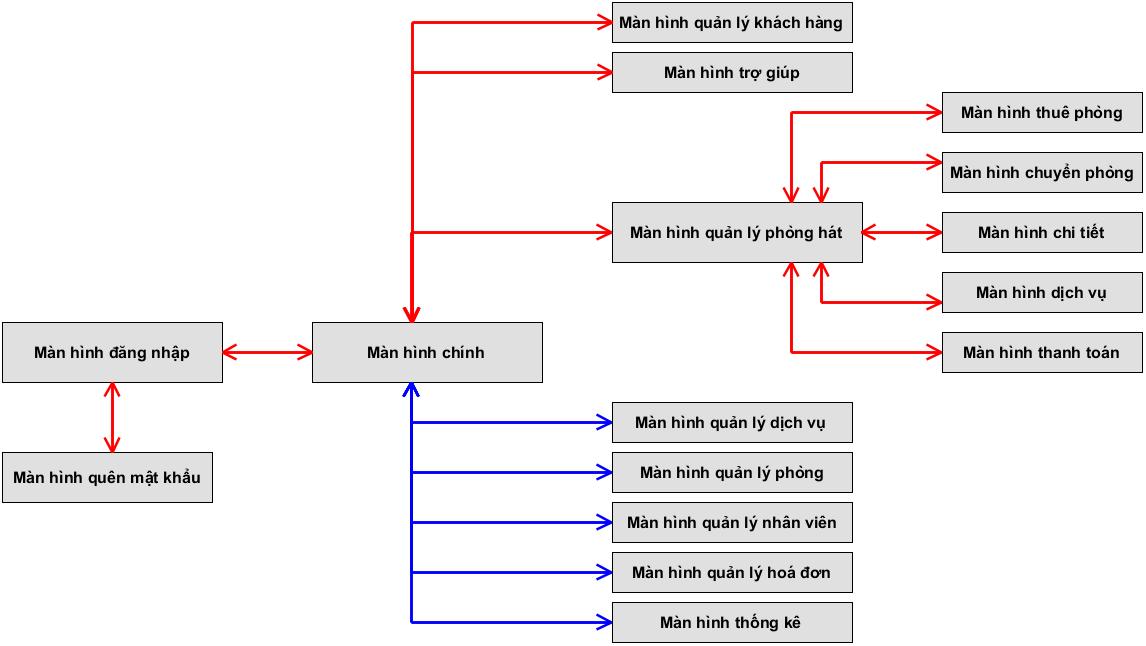 Màn hình quản lý khách hàng
Màn hình trợ giúp
Màn hình thuê phòng
Màn hình chuyển phòng
Màn hình quản lý phòng hát
Màn hình chi tiết
Màn hình dịch vụ
Màn hình đăng nhập
Màn hình chính
Màn hình thanh toán
Màn hình quản lý dịch vụ
Màn hình quên mật khẩu
Màn hình quản lý phòng
Màn hình quản lý nhân viên
Màn hình quản lý hoá đơn
Màn hình thống kê